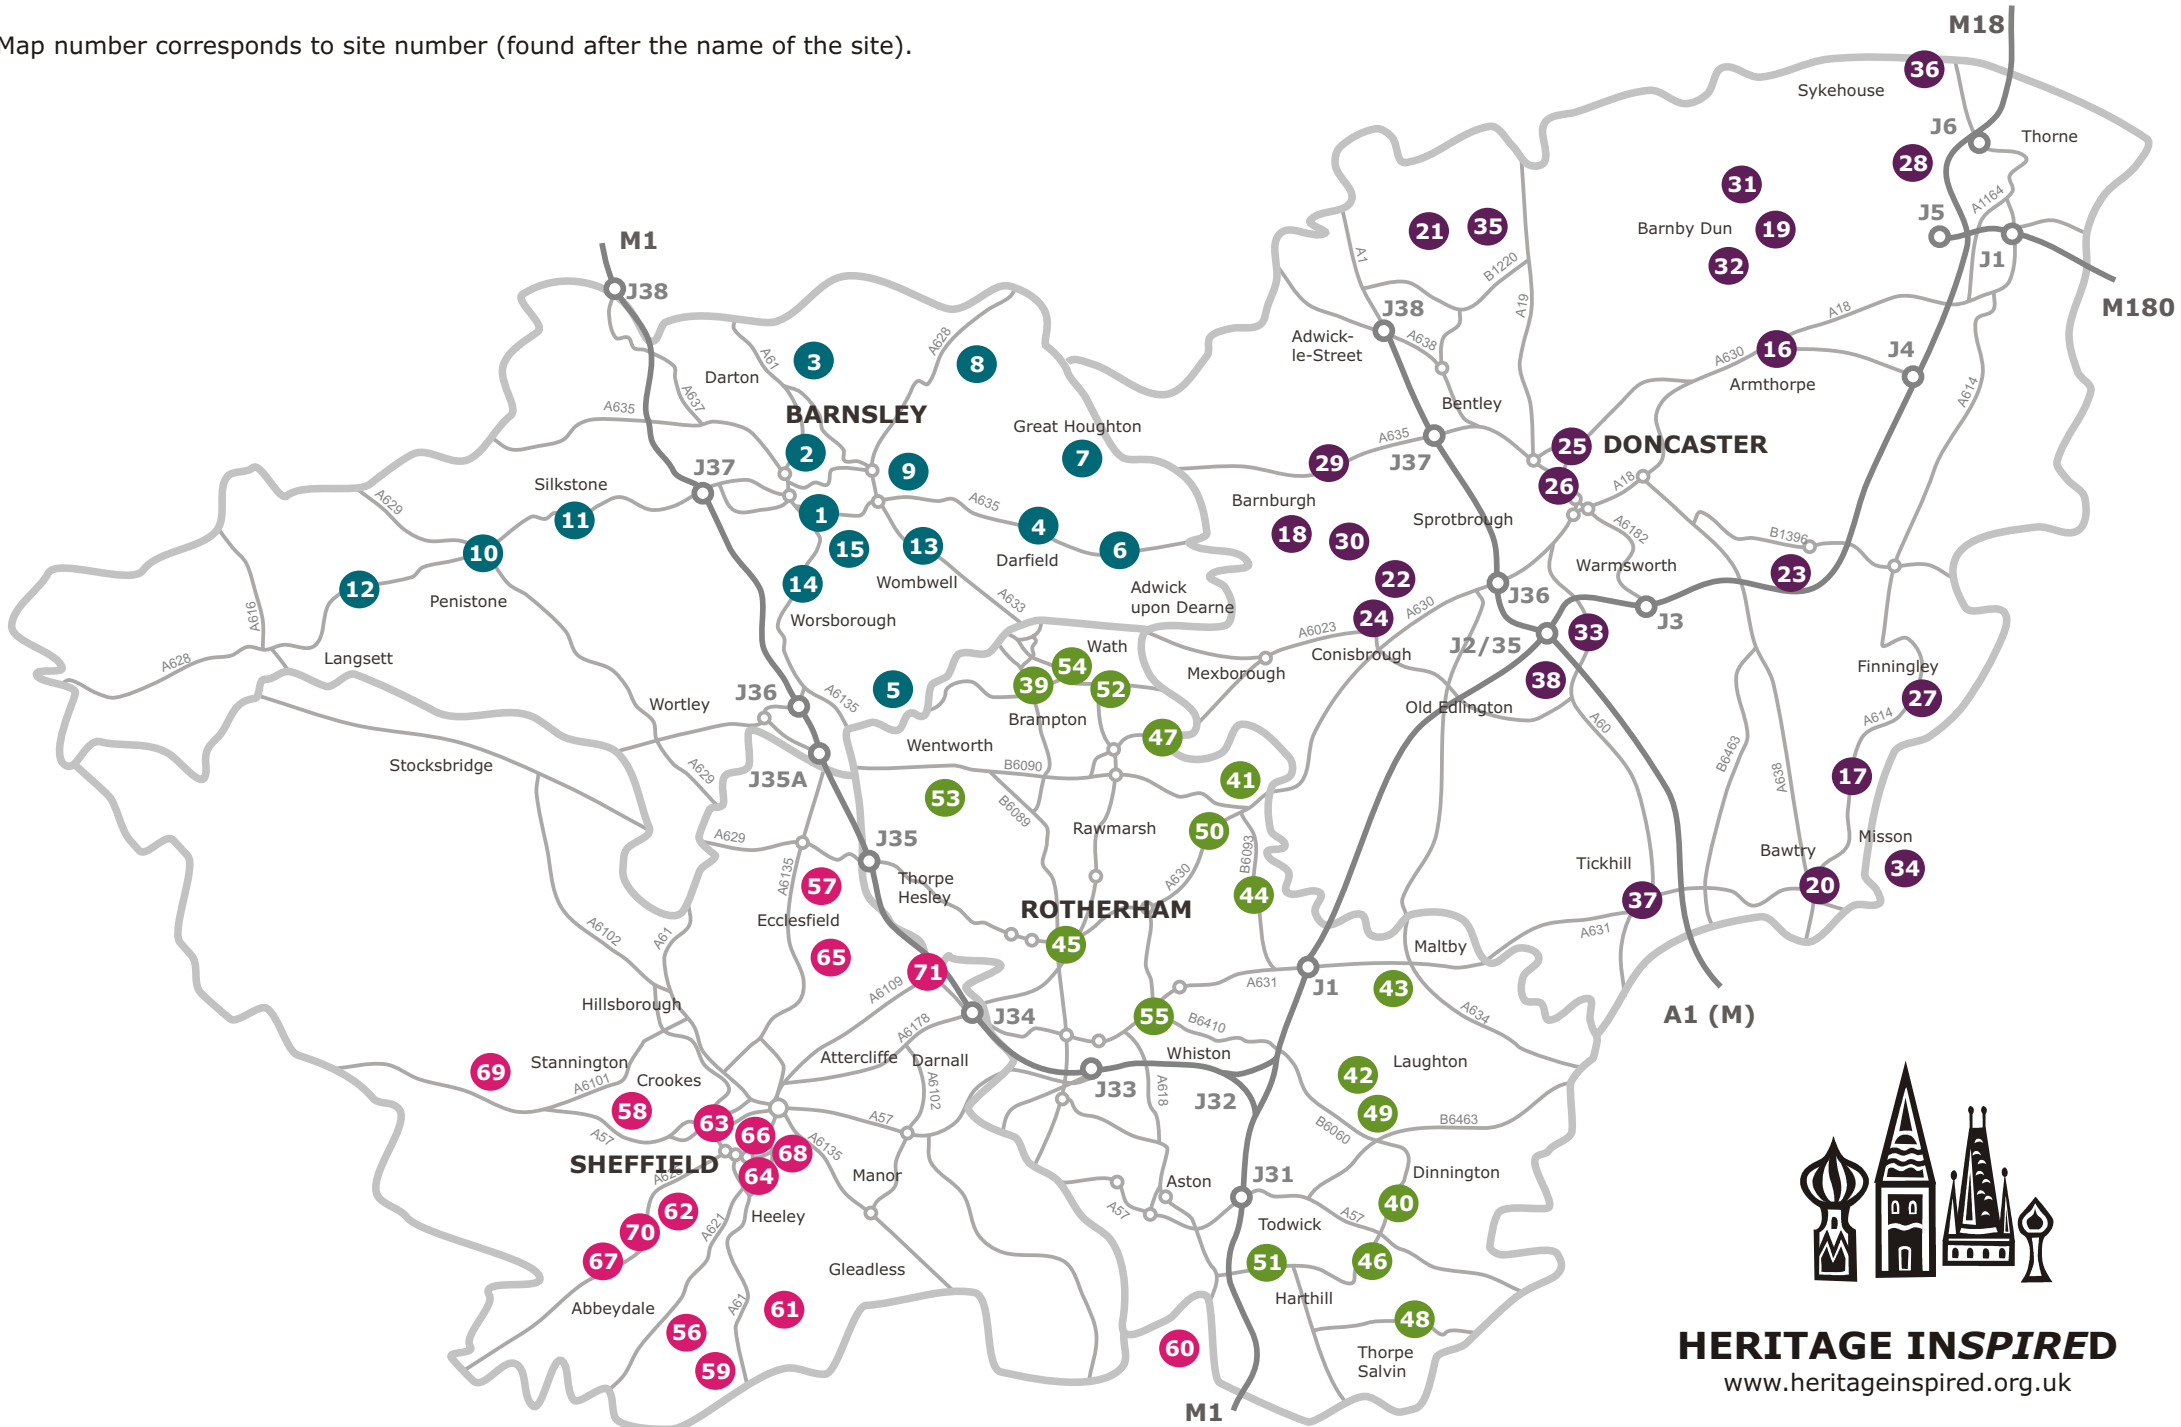 Map number corresponds to site number (found after the name of the site).
M18
36
Sykehouse
J6
Thorne
28
31
A1164
J5
21
35
Barnby Dun
19
J1
M1
A1
B1220
32
J38
M180
A19
A18
J38
Adwick-
le-Street
A638
A61
3
A628
8
A630
16
J4
Armthorpe
Darton
A637
A614
A635
BARNSLEY
Bentley
Great Houghton
A635
25
DONCASTER
2
7
29
J37
J37
9
26
A18
Silkstone
A629
11
1
A635
4
Barnburgh
Sprotbrough
A6182
B1396
10
15
13
6
18
30
Darfield
Warmsworth
23
12
14
Wombwell
22
Penistone
Adwick
upon Dearne
J36
A616
A633
24
A630
J3
Worsborough
A6023
33
Conisbrough
J2/35
A628
Langsett
Wath
54
Mexborough
Finningley
5
39
52
38
27
J36
A6135
Wortley
Brampton
Old Edlington
A614
A60
47
Wentworth
B6463
Stocksbridge
B6090
A629
J35A
41
A638
17
53
B6089
Rawmarsh
50
A629
J35
Misson
B6093
Bawtry
Tickhill
57
A6135
Thorpe
Hesley
A630
44
34
20
ROTHERHAM
37
Ecclesfield
A6102
A61
45
Maltby
A631
65
71
A6109
A631
J1
43
Hillsborough
J34
55
B6410
A634
A1 (M)
A6178
Stannington
Attercliffe
Darnall
Whiston
Laughton
69
A6101
Crookes
J33
42
A6102
A618
J32
58
63
49
A57
66
A57
A6135
B6060
B6463
SHEFFIELD
68
64
Manor
Aston
J31
Dinnington
62
Heeley
A57
40
70
A621
Todwick
A57
67
Gleadless
51
46
Abbeydale
A61
61
Harthill
56
48
60
Thorpe
Salvin
59
M1
HERITAGE INSPIRED
www.heritageinspired.org.uk